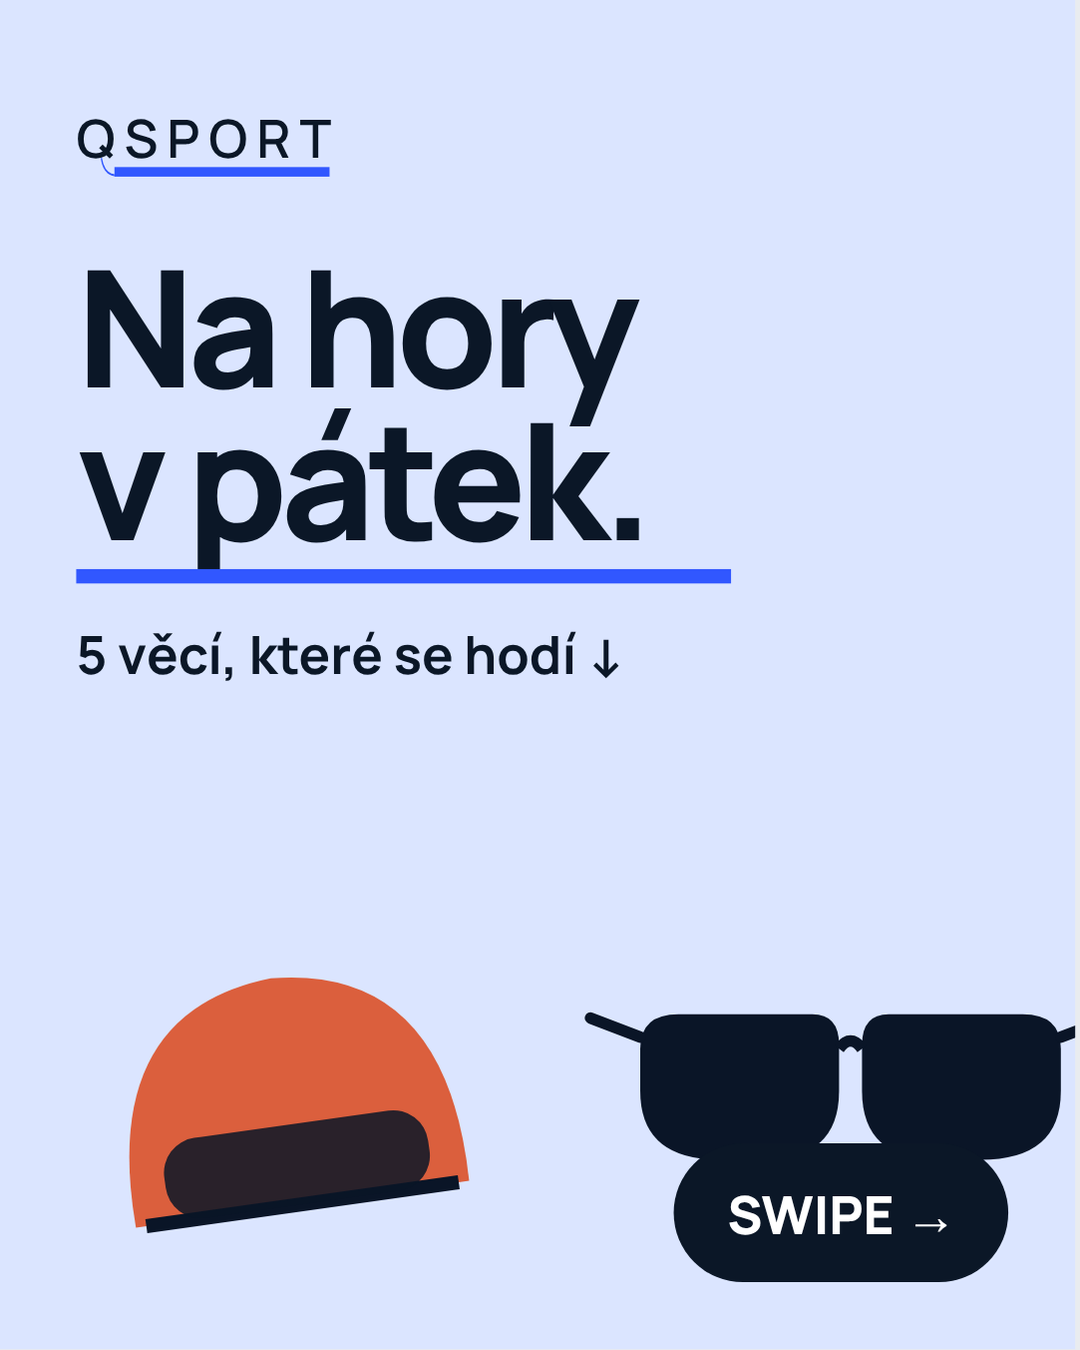 QSPORT
Na hory
v pátek.
5 věcí, které se hodí ↓
SWIPE →